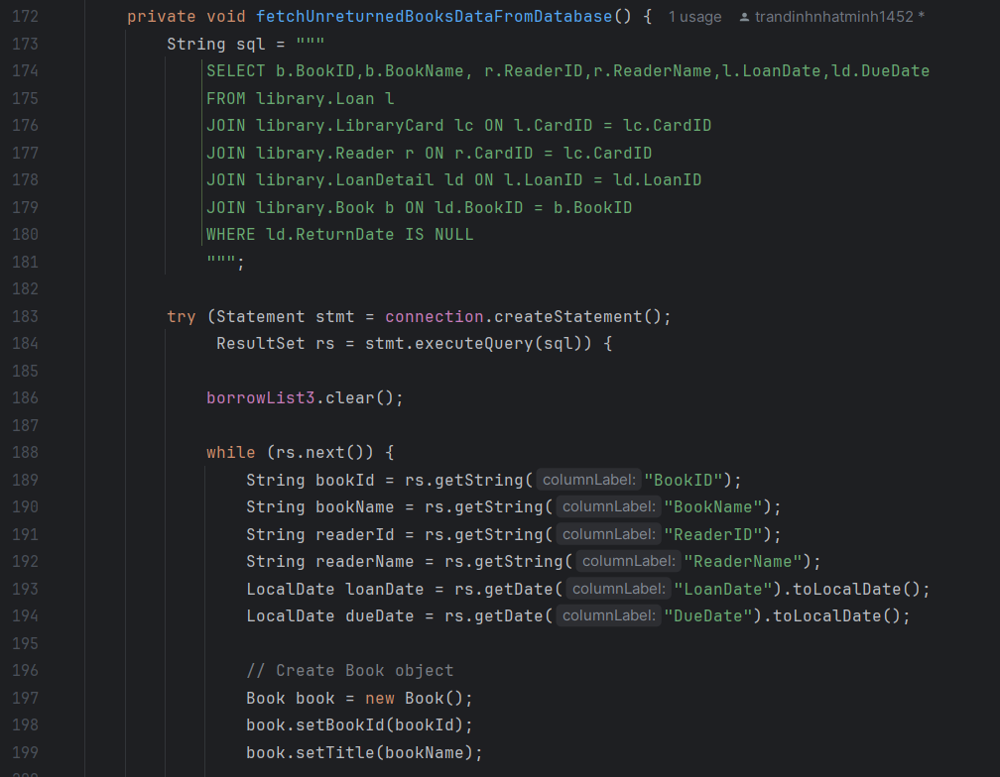 172 private void fetchUnreturnedBooksDataFromDatabase() { 1 usage trandinhnhatminh1452 *
173 String sql = """
174 SELECT b.BookID,b.BookName, r.ReaderID,r.ReaderName,l.LoanDate,ld.DueDate
175 FROM library.Loan l
176 JOIN library.LibraryCard lc ON l.CardID = lc.CardID
177 JOIN library.Reader r ON r.CardID = lc.CardID
178 JOIN library.LoanDetail ld ON l.LoanID = ld.LoanID
179 JOIN library.Book b ON ld.BookID = b.BookID
180 WHERE ld.ReturnDate IS NULL
181 """;
182
183 try (Statement stmt = connection.createStatement();
184 ResultSet rs = stmt.executeQuery(sql)) {
185
186 borrowList3.clear();
187
188 while (rs.next()) {
189 String bookId = rs.getString( columnLabel: "BookID");
190 String bookName = rs.getString( columnLabel: "BookName");
191 String readerId = rs.getString( columnLabel: "ReaderID");
192 String readerName = rs.getString( columnLabel: "ReaderName");
193 LocalDate loanDate = rs.getDate( columnLabel: "LoanDate").toLocalDate();
194 LocalDate dueDate = rs.getDate( columnLabel: "DueDate").toLocalDate();
195
196 // Create Book object
197 Book book = new Book();
198 book.setBookId(bookId);
199 book.setTitle(bookName);